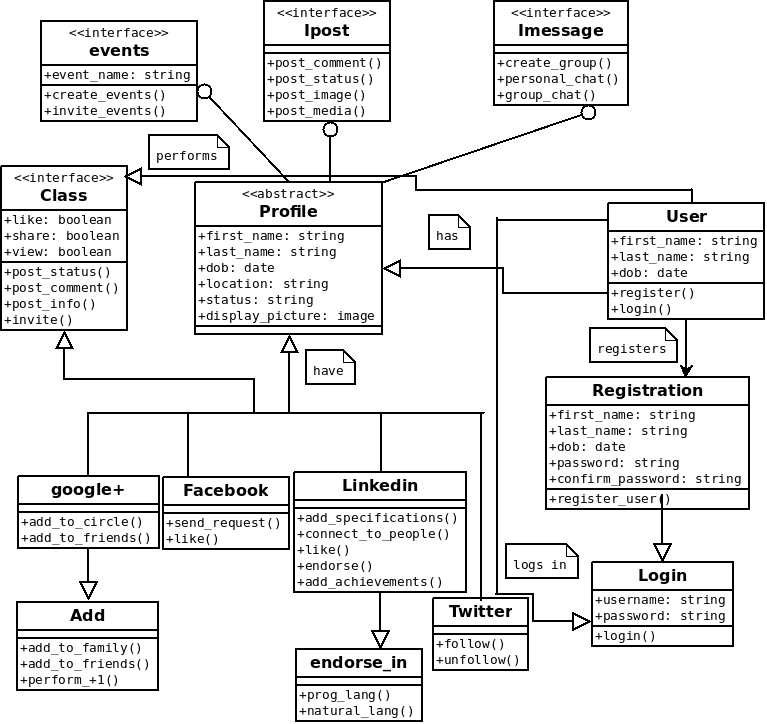 <<interface>>
events
+event_name: string
+create_events()
+invite_events()
<<interface>>
Ipost
+post_comment()
+post_status()
+post_image()
+post_media()
<<interface>>
Imessage
+create_group()
+personal_chat()
+group_chat()
performs
<<interface>>
Class
+like: boolean
+share: boolean
+view: boolean
+post_status()
+post_comment()
+post_info()
+invite()
<<abstract>>
Profile
+first_name: string
+last_name: string
+dob: date
+location: string
+status: string
+display_picture: image
has
User
+first_name: string
+last_name: string
+dob: date
+register()
+login()
registers
have
Registration
+first_name: string
+last_name: string
+dob: date
+password: string
+confirm_password: string
+register_user()
google+
+add_to_circle()
+add_to_friends()
Facebook
+send_request()
+like()
Linkedin
+add_specifications()
+connect_to_people()
+like()
+endorse()
+add_achievements()
logs in
Login
+username: string
+password: string
+login()
Add
+add_to_family()
+add_to_friends()
+perform_+1()
Twitter
+follow()
+unfollow()
endorse_in
+prog_lang()
+natural_lang()